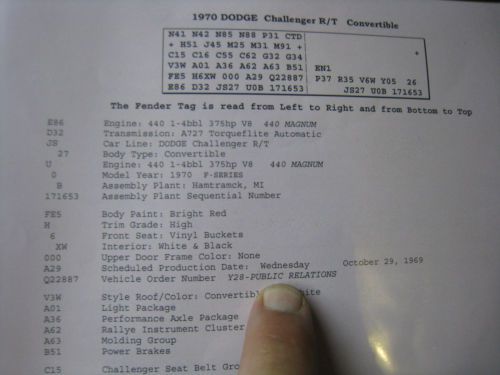 1970 DODGE Challenger R/T Convertible
N41 N42 N85 N88 P31 CTD
+ H51 J45 M25 M31 M91 + +
C15 C16 C55 C62 G32 G34
V3W A01 A36 A62 A63 B51 EN1
FE5 H6XW 000 A29 Q22887 P37 R35 V6W Y05 26
E86 D32 JS27 U0B 171653 JS27 U0B 171653
The Fender Tag is read from Left to Right and from Bottom to Top
E86 Engine: 440 1-4bbl 375hp V8 440 MAGNUM
D32 Transmission: A727 Torqueflite Automatic
JS Car Line: DODGE Challenger R/T
27 Body Type: Convertible
U Engine: 440 1-4bbl 375hp V8 440 MAGNUM
0 Model Year: 1970 F-SERIES
B Assembly Plant: Hamtramck, MI
171653 Assembly Plant Sequential Number
FE5 Body Paint: Bright Red
H Trim Grade: High
6 Front Seat: Vinyl Buckets
XW Interior: White & Black
000 Upper Door Frame Color: None
A29 Scheduled Production Date: Wednesday October 29, 1969
Q22887 Vehicle Order Number Y28-PUBLIC RELATIONS
V3W Style Roof/Color:
A01 Light Package
A36 Performance Axle Package
A62 Rallye Instrument Cluster
A63 Molding Group
B51 Power Brakes
C15 Challenger Seat Belt